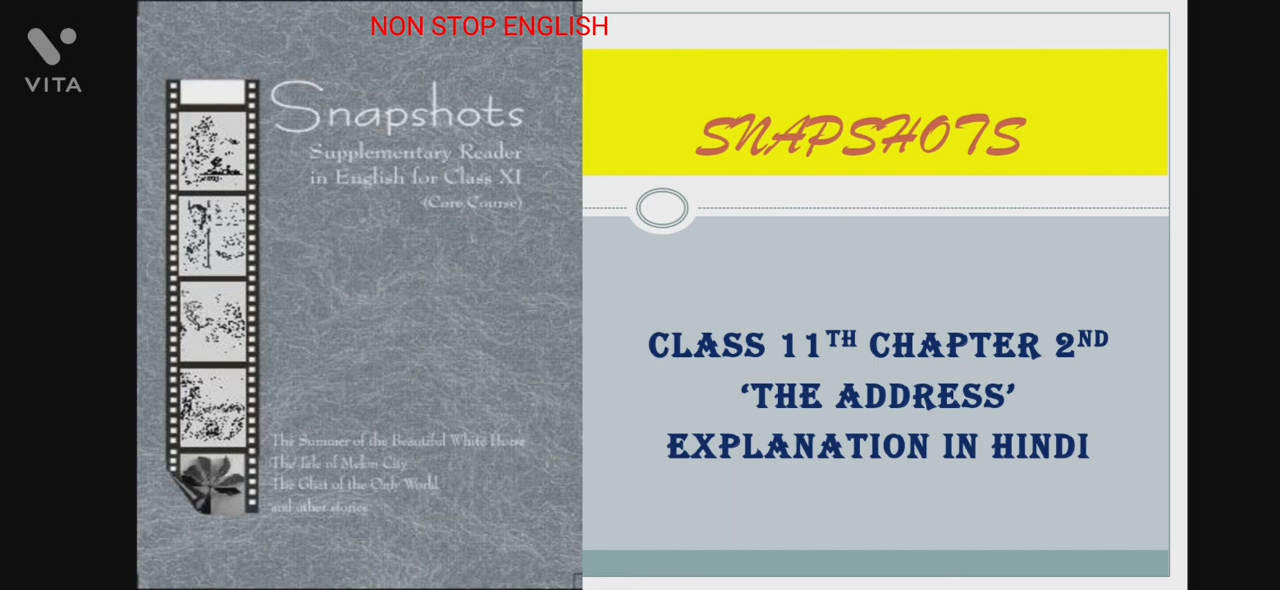 NON STOP ENGLISH
VITA
Snapshots
Supplementary Reader
in English for Class XI
(Core Course)
The Summer of the Beautiful White Horse
The Tale of Melon City
The Ghat of the Only World
and other stories
SNAPSHOTS
CLASS 11TH CHAPTER 2ND
‘THE ADDRESS’
EXPLANATION IN HINDI